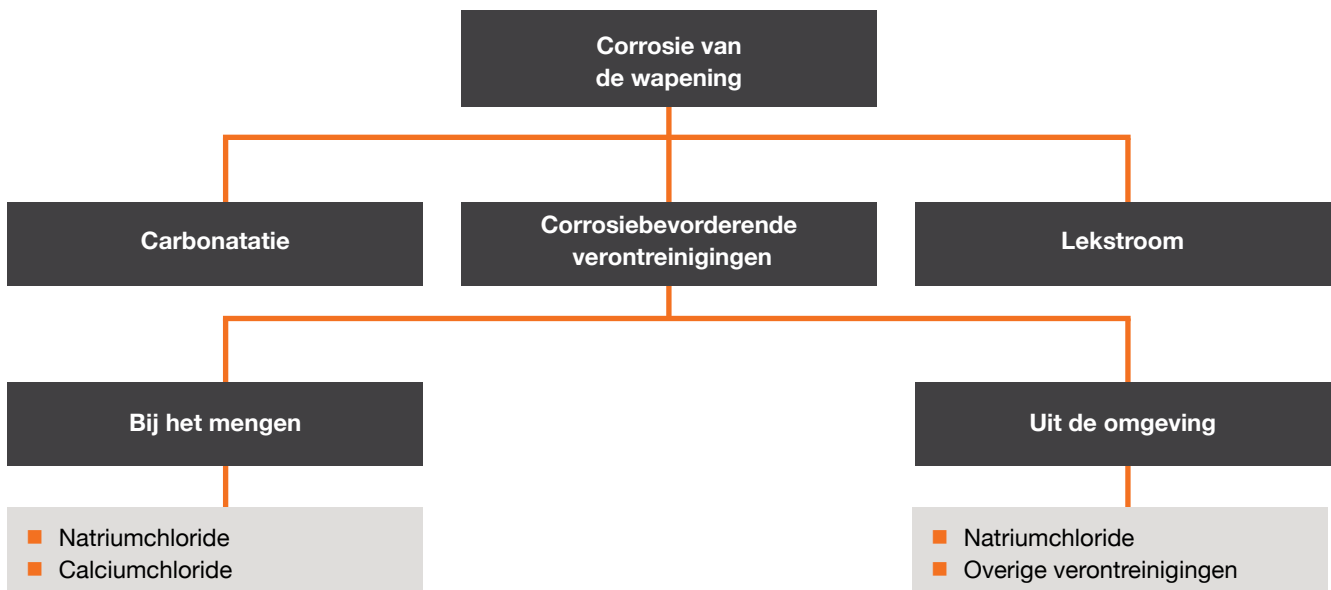 Corrosie van
de wapening
Carbonatatie
Corrosiebevorderende
verontreinigingen
Lekstroom
Bij het mengen
Uit de omgeving
Natriumchloride
Calciumchloride
Natriumchloride
Overige verontreinigingen